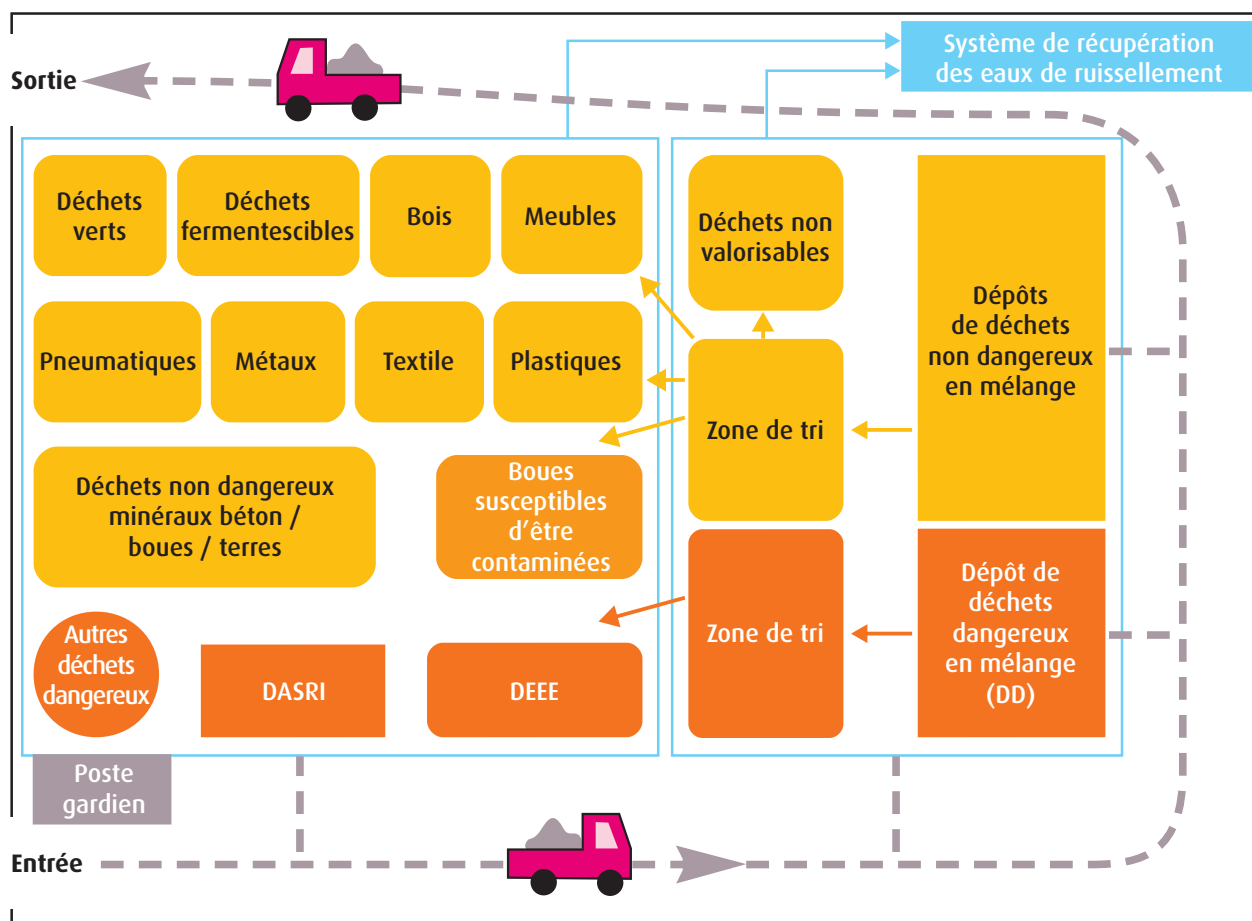 Système de récupération
des eaux de ruissellement
Sortie
Déchets
verts
Déchets
fermentescibles
Bois
Meubles
Déchets non
valorisables
Dépôts
de déchets
non dangereux
en mélange
Pneumatiques
Métaux
Textile
Plastiques
Zone de tri
Déchets non dangereux
minéraux béton /
boues / terres
Boues
susceptibles
d'être
contaminées
Autres
déchets
dangereux
DASRI
DEEE
Zone de tri
Dépôt de
déchets
dangereux
en mélange
(DD)
Poste
gardien
Entrée